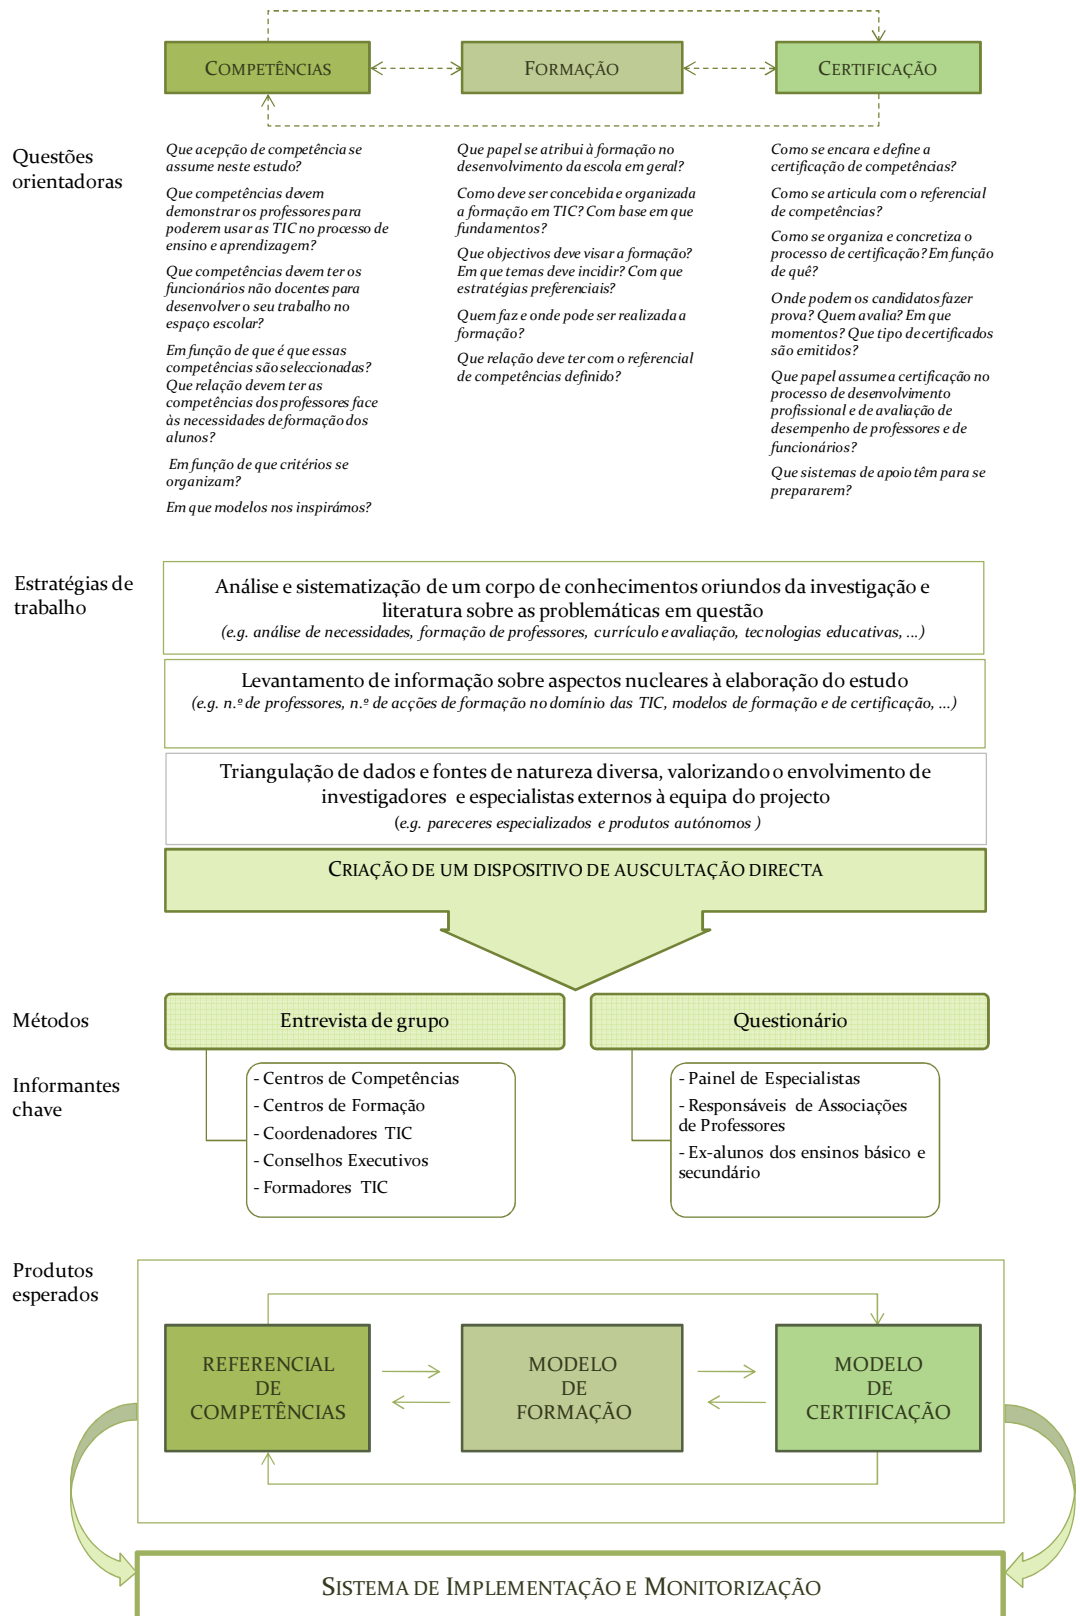 COMPETÊNCIAS
FORMAÇÃO
CERTIFICAÇÃO
Questões
orientadoras
Que acepção de competência se
assume neste estudo?
Que competências devem
demonstrar os professores para
poderem usar as TIC no processo de
ensino e aprendizagem?
Que competências devem ter os
funcionários não docentes para
desenvolver o seu trabalho no
espaço escolar?
Em função de que é que essas
competências são seleccionadas?
Que relação devem ter as
competências dos professores face
às necessidades de formação dos
alunos?
Em função de que critérios se
organizam?
Em que modelos nos inspirámos?
Que papel se atribui à formação no
desenvolvimento da escola em geral?
Como deve ser concebida e organizada
a formação em TIC? Com base em que
fundamentos?
Que objectivos deve visar a formação?
Em que temas deve incidir? Com que
estratégias preferenciais?
Quem faz e onde pode ser realizada a
formação?
Que relação deve ter com o referencial
de competências definido?
Como se encara e define a
certificação de competências?
Como se articula com o referencial
de competências?
Como se organiza e concretiza o
processo de certificação? Em função
de quê?
Onde podem os candidatos fazer
prova? Quem avalia? Em que
momentos? Que tipo de certificados
são emitidos?
Que papel assume a certificação no
processo de desenvolvimento
profissional e de avaliação de
desempenho de professores e de
funcionários?
Que sistemas de apoio têm para se
prepararem?
Estratégias de
trabalho
Análise e sistematização de um corpo de conhecimentos oriundos da investigação e
literatura sobre as problemáticas em questão
(e.g. análise de necessidades, formação de professores, currículo e avaliação, tecnologias educativas, ...)
Levantamento de informação sobre aspectos nucleares à elaboração do estudo
(e.g. n.º de professores, n.º de acções de formação no domínio das TIC, modelos de formação e de certificação, ...)
Triangulação de dados e fontes de natureza diversa, valorizando o envolvimento de
investigadores e especialistas externos à equipa do projecto
(e.g. pareceres especializados e produtos autónomos )
CRIAÇÃO DE UM DISPOSITIVO DE AUSCULTAÇÃO DIRECTA
Métodos
Entrevista de grupo
Questionário
Informantes
chave
- Centros de Competências
- Centros de Formação
- Coordenadores TIC
- Conselhos Executivos
- Formadores TIC
- Painel de Especialistas
- Responsáveis de Associações
de Professores
- Ex-alunos dos ensinos básico e
secundário
Produtos
esperados
REFERENCIAL
DE
COMPETÊNCIAS
MODELO
DE
FORMAÇÃO
MODELO
DE
CERTIFICAÇÃO
SISTEMA DE IMPLEMENTAÇÃO E MONITORIZAÇÃO